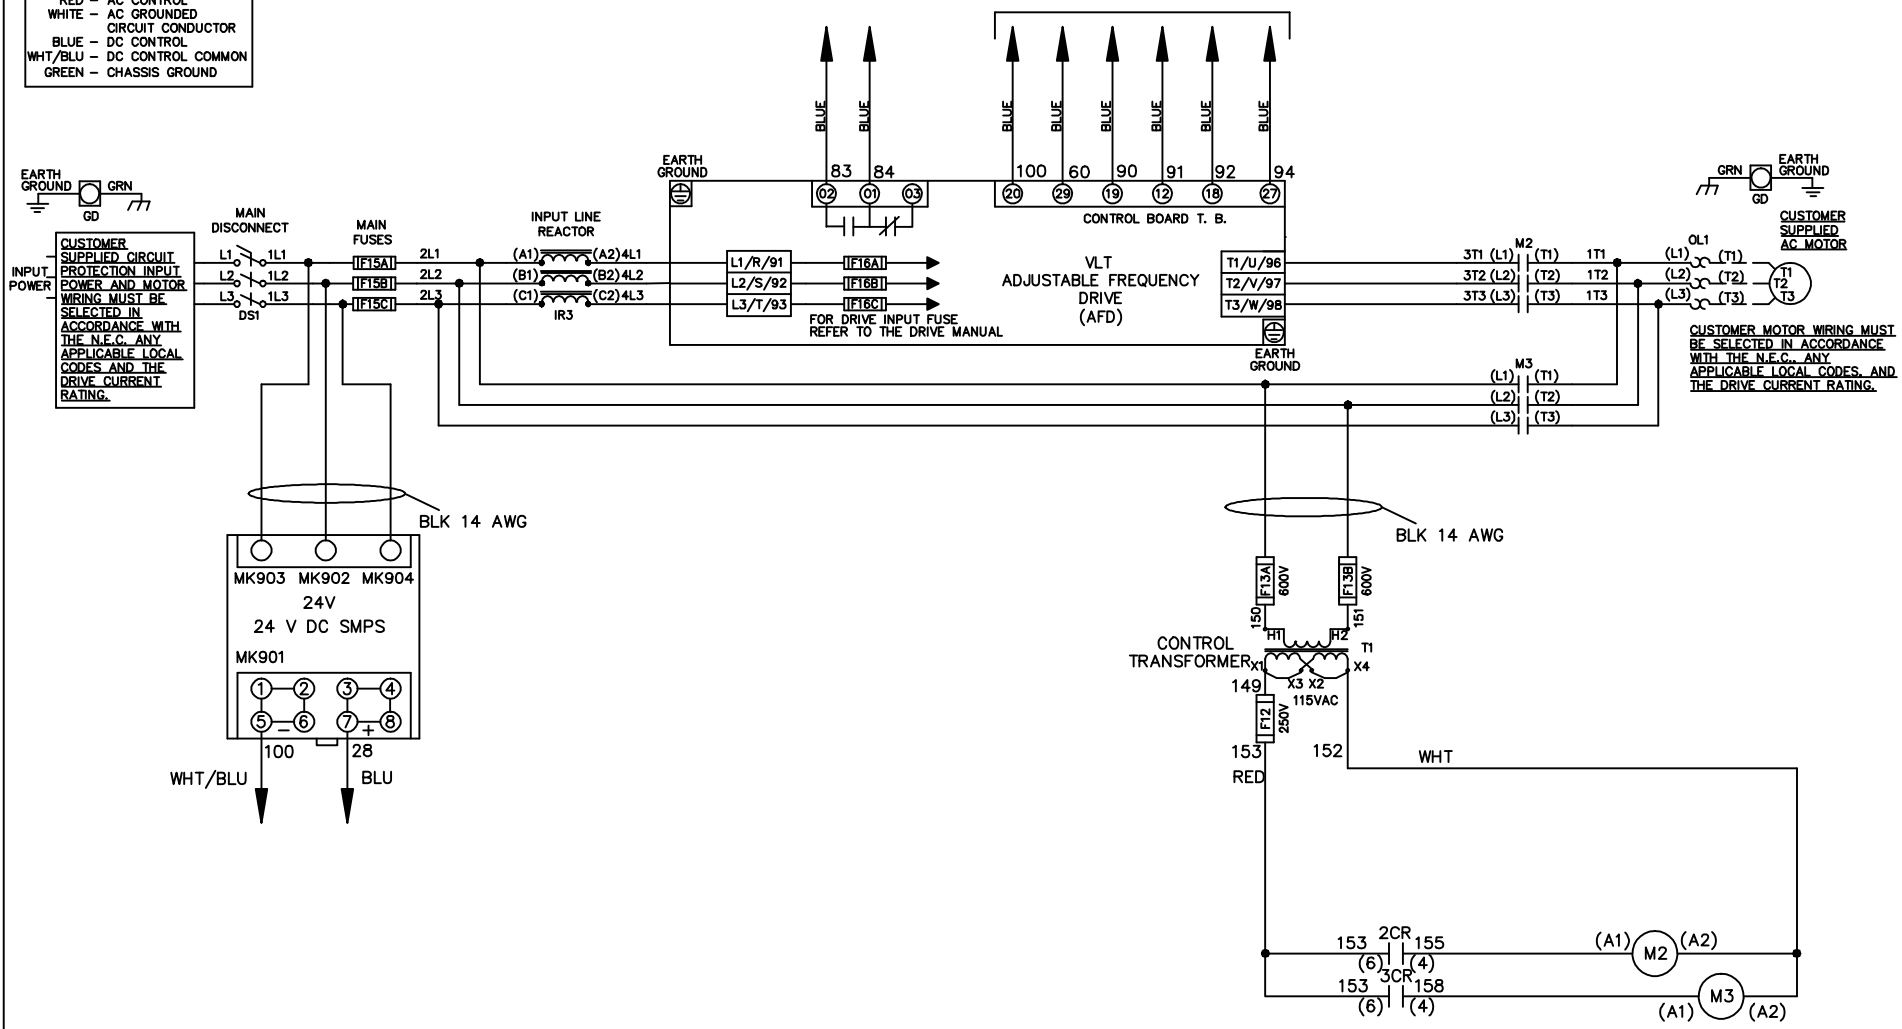 RED - AC CONTROL
WHITE - AC GROUNDED
CIRCUIT CONDUCTOR
BLUE - DC CONTROL
WHT/BLU - DC CONTROL COMMON
GREEN - CHASSIS GROUND
BLUE
BLUE
BLUE
BLUE
BLUE
BLUE
BLUE
BLUE
83
84
100
60
90
91
92
94
02
01
03
20
29
19
12
18
27
CONTROL BOARD T. B.
EARTH
GROUND
GRN
GD
EARTH
GROUND
GRN
EARTH
GROUND
GD
CUSTOMER
SUPPLIED
AC MOTOR
INPUT
POWER
CUSTOMER
SUPPLIED CIRCUIT
PROTECTION INPUT
POWER AND MOTOR
WIRING MUST BE
SELECTED IN
ACCORDANCE WITH
THE N.E.C. ANY
APPLICABLE LOCAL
CODES AND THE
DRIVE CURRENT
RATING.
MAIN
DISCONNECT
L1 1L1
L2 1L2
L3 1L3
DS1
MAIN
FUSES
F15A
F15B
F15C
2L1
2L2
2L3
INPUT LINE
REACTOR
(A1) (A2) 4L1
(B1) (B2) 4L2
(C1) (C2) 4L3
IR3
L1/R/91
L2/S/92
L3/T/93
F16A
F16B
F16C
FOR DRIVE INPUT FUSE
REFER TO THE DRIVE MANUAL
VLT
ADJUSTABLE FREQUENCY
DRIVE
(AFD)
T1/U/96
T2/V/97
T3/W/98
EARTH
GROUND
M2
3T1 (L1) (T1) 1T1
3T2 (L2) (T2) 1T2
3T3 (L3) (T3) 1T3
OL1
(L1) (T1)
(L2) (T2)
(L3) (T3)
T1
T2
T3
CUSTOMER MOTOR WIRING MUST
BE SELECTED IN ACCORDANCE
WITH THE N.E.C., ANY
APPLICABLE LOCAL CODES, AND
THE DRIVE CURRENT RATING.
M3
(L1) (T1)
(L2) (T2)
(L3) (T3)
BLK 14 AWG
MK903 MK902 MK904
24V
24 V DC SMPS
MK901
1 2 3 4
5 6 7 8
- +
100
28
WHT/BLU
BLU
BLK 14 AWG
F13A
600V
F13B
600V
150
151
H1
H2
T1
CONTROL
TRANSFORMER
X1
X4
X3 X2
115VAC
149
F12
250V
153
RED
152
WHT
2CR
153 155
(6) (4)
(A1) M2 (A2)
3CR
153 158
(6) (4)
(A1) M3 (A2)